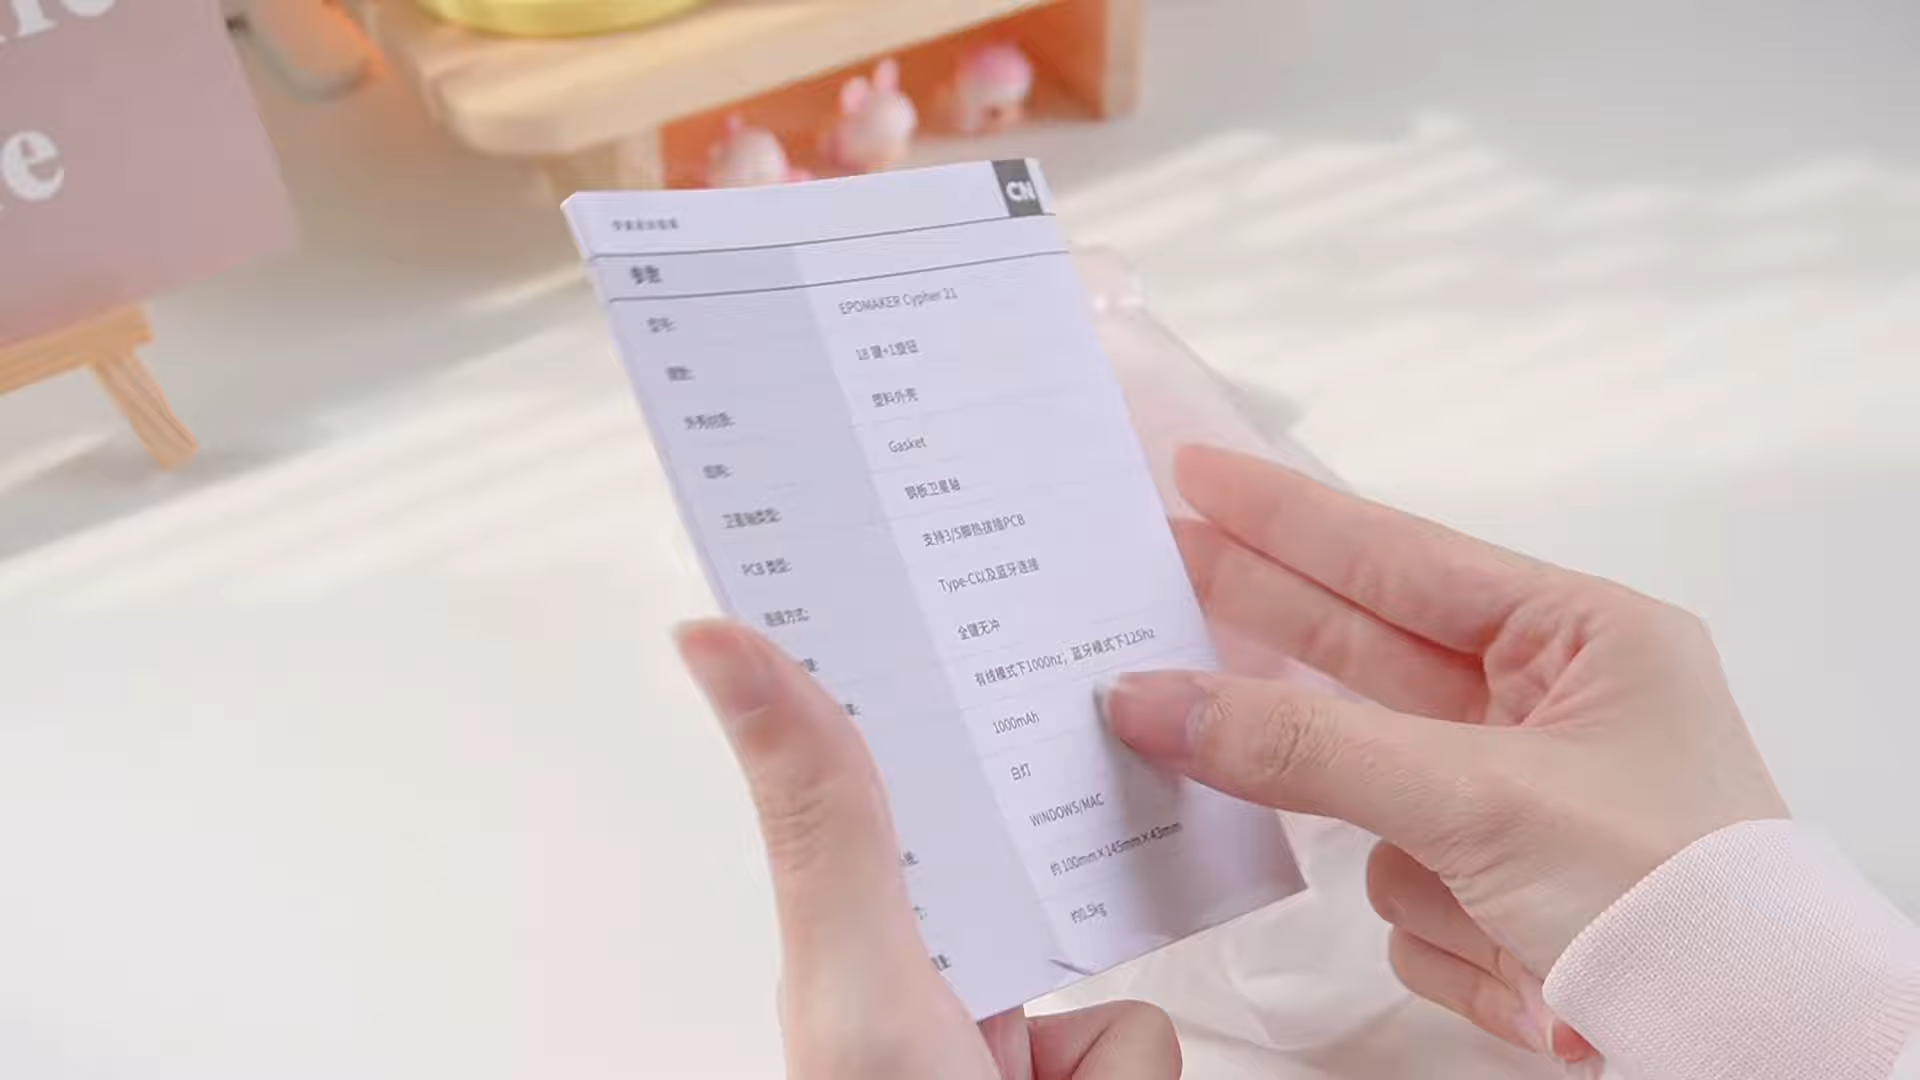 e
CN
参数
型号: EPOMAKER Cypher 21
键数: 18 键+1旋钮
外壳材质: 塑料外壳
结构: Gasket
卫星轴类型: 钢板卫星轴
PCB 类型: 支持3/5脚热拔插PCB
连接方式: Type-C以及蓝牙连接
全键无冲
有线模式下1000hz；蓝牙模式下125hz
1000mAh
白灯
WINDOWS/MAC
约 100mm×145mm×43mm
约0.5kg